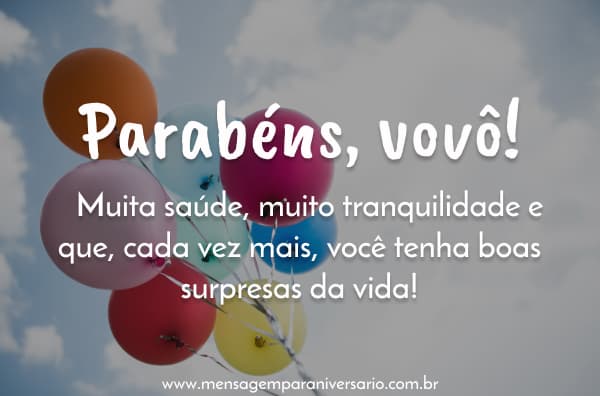 Parabéns, vovô!
Muita saúde, muito tranquilidade e
que, cada vez mais, você tenha boas
surpresas da vida!
www.mensagemparaniversario.com.br